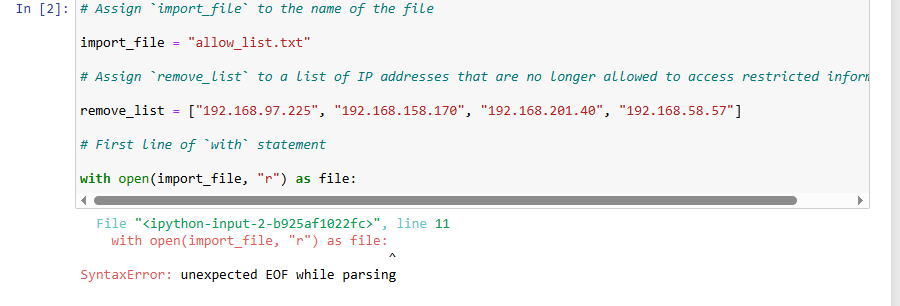 In [2]: # Assign `import_file` to the name of the file
import_file = "allow_list.txt"
# Assign `remove_list` to a list of IP addresses that are no longer allowed to access restricted infor
remove_list = ["192.168.97.225", "192.168.158.170", "192.168.201.40", "192.168.58.57"]
# First line of `with` statement
with open(import_file, "r") as file:
File "<ipython-input-2-b925af1022fc>", line 11
with open(import_file, "r") as file:
^
SyntaxError: unexpected EOF while parsing